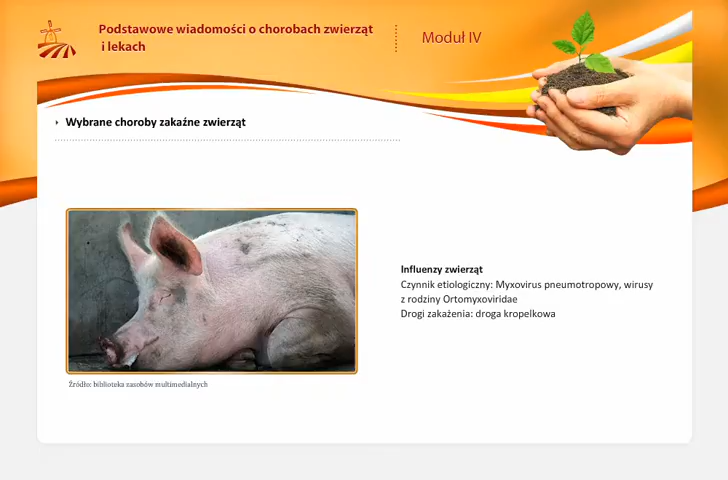 Podstawowe wiadomości o chorobach zwierząt
i lekach
Moduł IV
Wybrane choroby zakaźne zwierząt
Influenzy zwierząt
Czynnik etiologiczny: Myxovirus pneumotropowy, wirusy
z rodziny Ortomyxoviridae
Drogi zakażenia: droga kropelkowa
Źródło: biblioteka zasobów multimedialnych